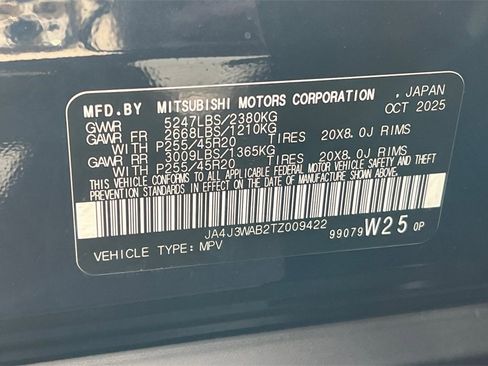 MFD.BY MITSUBISHI MOTORS CORPORATION , JAPAN
GVWR 5247LBS/2380KG OCT 2025
GAWR FR 2668LBS/1210KG
WITH P255/45R20 TIRES 20X8.0J RIMS
GAWR RR 3009LBS/1365KG
WITH P255/45R20 TIRES 20X8.0J RIMS
THIS VEHICLE CONFORMS TO ALL APPLICABLE FEDERAL MOTOR VEHICLE SAFETY AND THEFT
PREVENTION STANDARDS IN EFFECT ON THE DATE OF MANUFACTURE SHOWN ABOVE.
JA4J3WAB2TZ009422
VEHICLE TYPE: MPV 99079 W25 0P